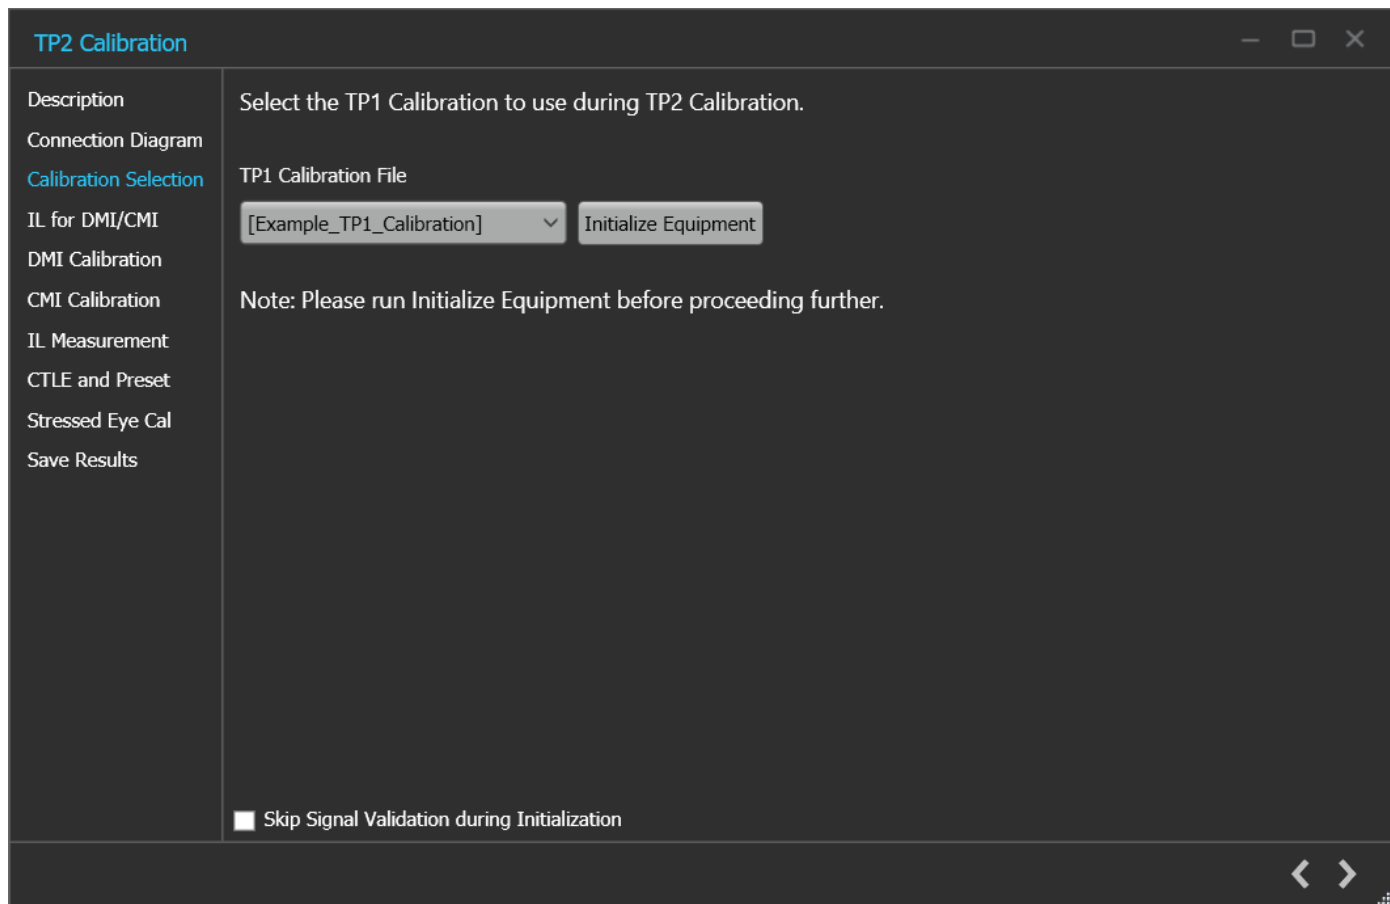 TP2 Calibration
Description
Connection Diagram
Calibration Selection
IL for DMI/CMI
DMI Calibration
CMI Calibration
IL Measurement
CTLE and Preset
Stressed Eye Cal
Save Results
Select the TP1 Calibration to use during TP2 Calibration.
TP1 Calibration File
[Example_TP1_Calibration]
Initialize Equipment
Note: Please run Initialize Equipment before proceeding further.
Skip Signal Validation during Initialization